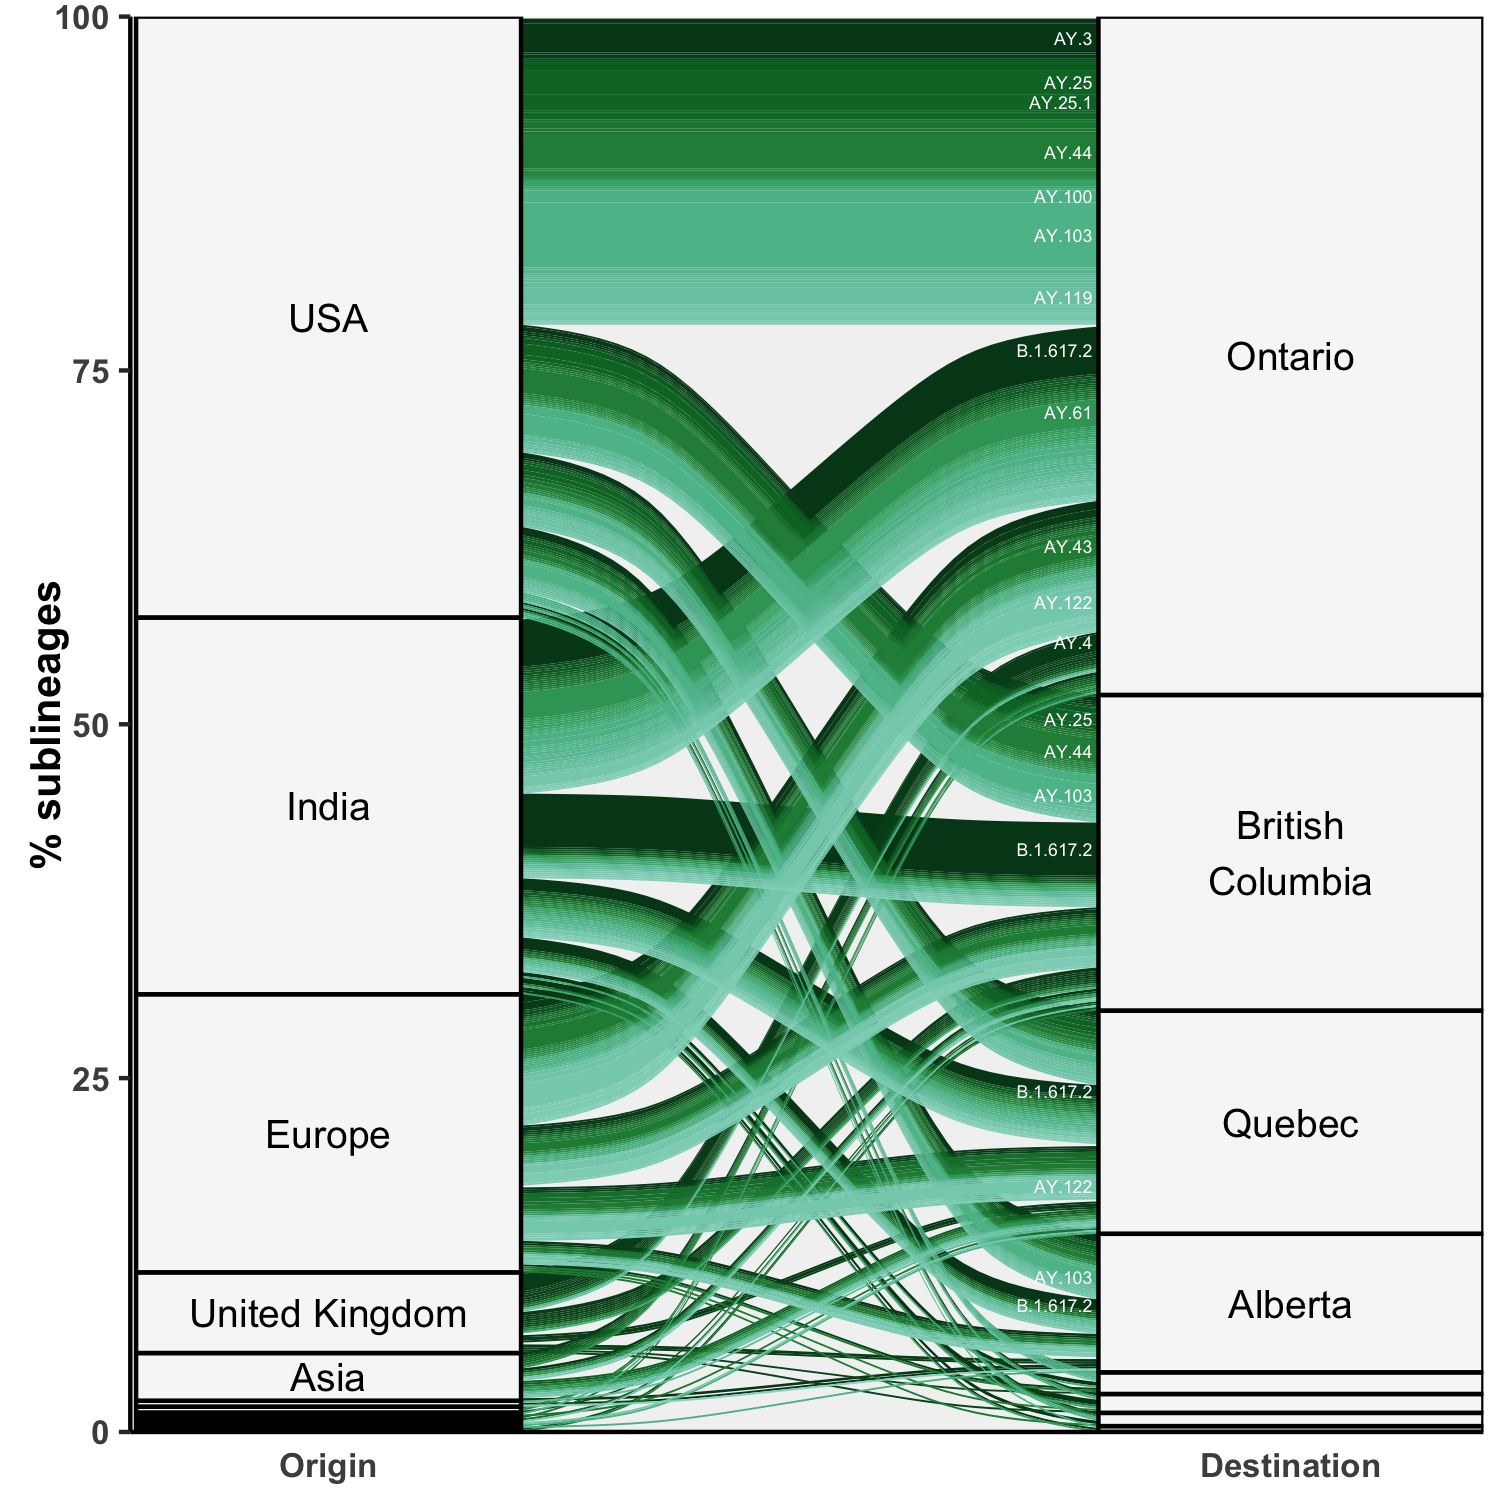 % sublineages
100
75
50
25
0
USA
India
Europe
United Kingdom
Asia
AY.3
AY.25
AY.25.1
AY.44
AY.100
AY.103
AY.119
B.1.617.2
AY.61
AY.43
AY.122
AY.4
AY.25
AY.44
AY.103
B.1.617.2
B.1.617.2
AY.122
AY.103
B.1.617.2
Ontario
British
Columbia
Quebec
Alberta
Origin
Destination